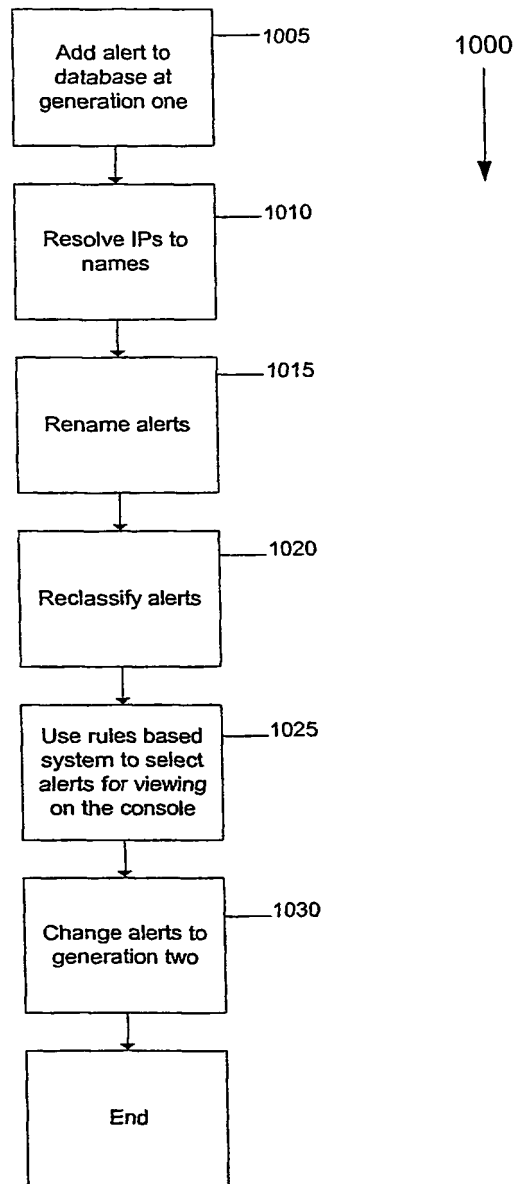 1000
Add alert to
database at
generation one
1005
Resolve IPs to
names
1010
Rename alerts
1015
Reclassify alerts
1020
Use rules based
system to select
alerts for viewing
on the console
1025
Change alerts to
generation two
1030
End